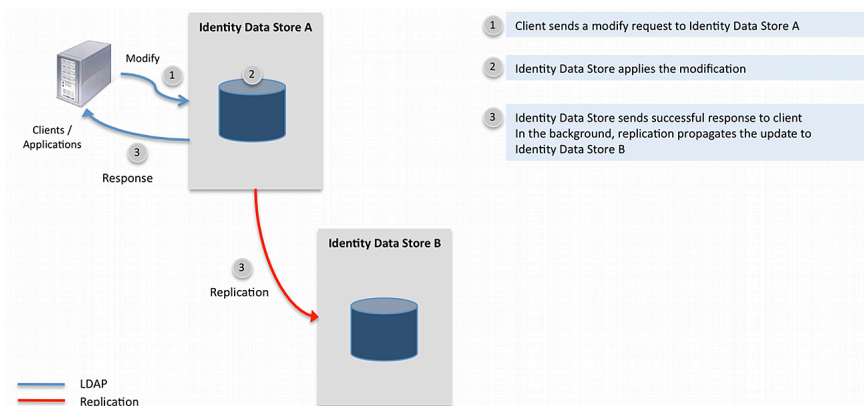 Identity Data Store A
Modify
1
2
Clients /
Applications
3
Response
3
Replication
Identity Data Store B
LDAP
Replication
1
Client sends a modify request to Identity Data Store A
2
Identity Data Store applies the modification
3
Identity Data Store sends successful response to client
In the background, replication propagates the update to
Identity Data Store B